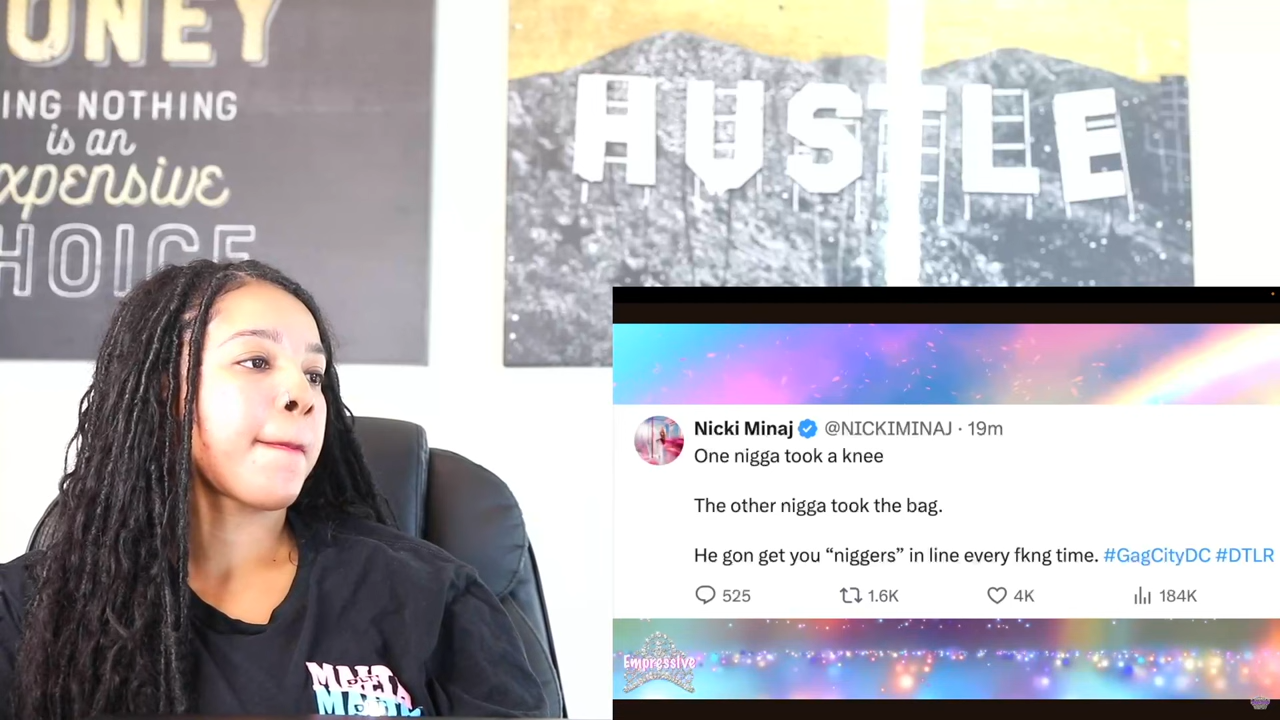 ONEY
ING NOTHING
is an
xpensive
HOICE
HUSTLE
Nicki Minaj @NICKIMINAJ · 19m
One nigga took a knee
The other nigga took the bag.
He gon get you “niggers” in line every fkng time. #GagCityDC #DTLR
525 1.6K 4K 184K
Empressive